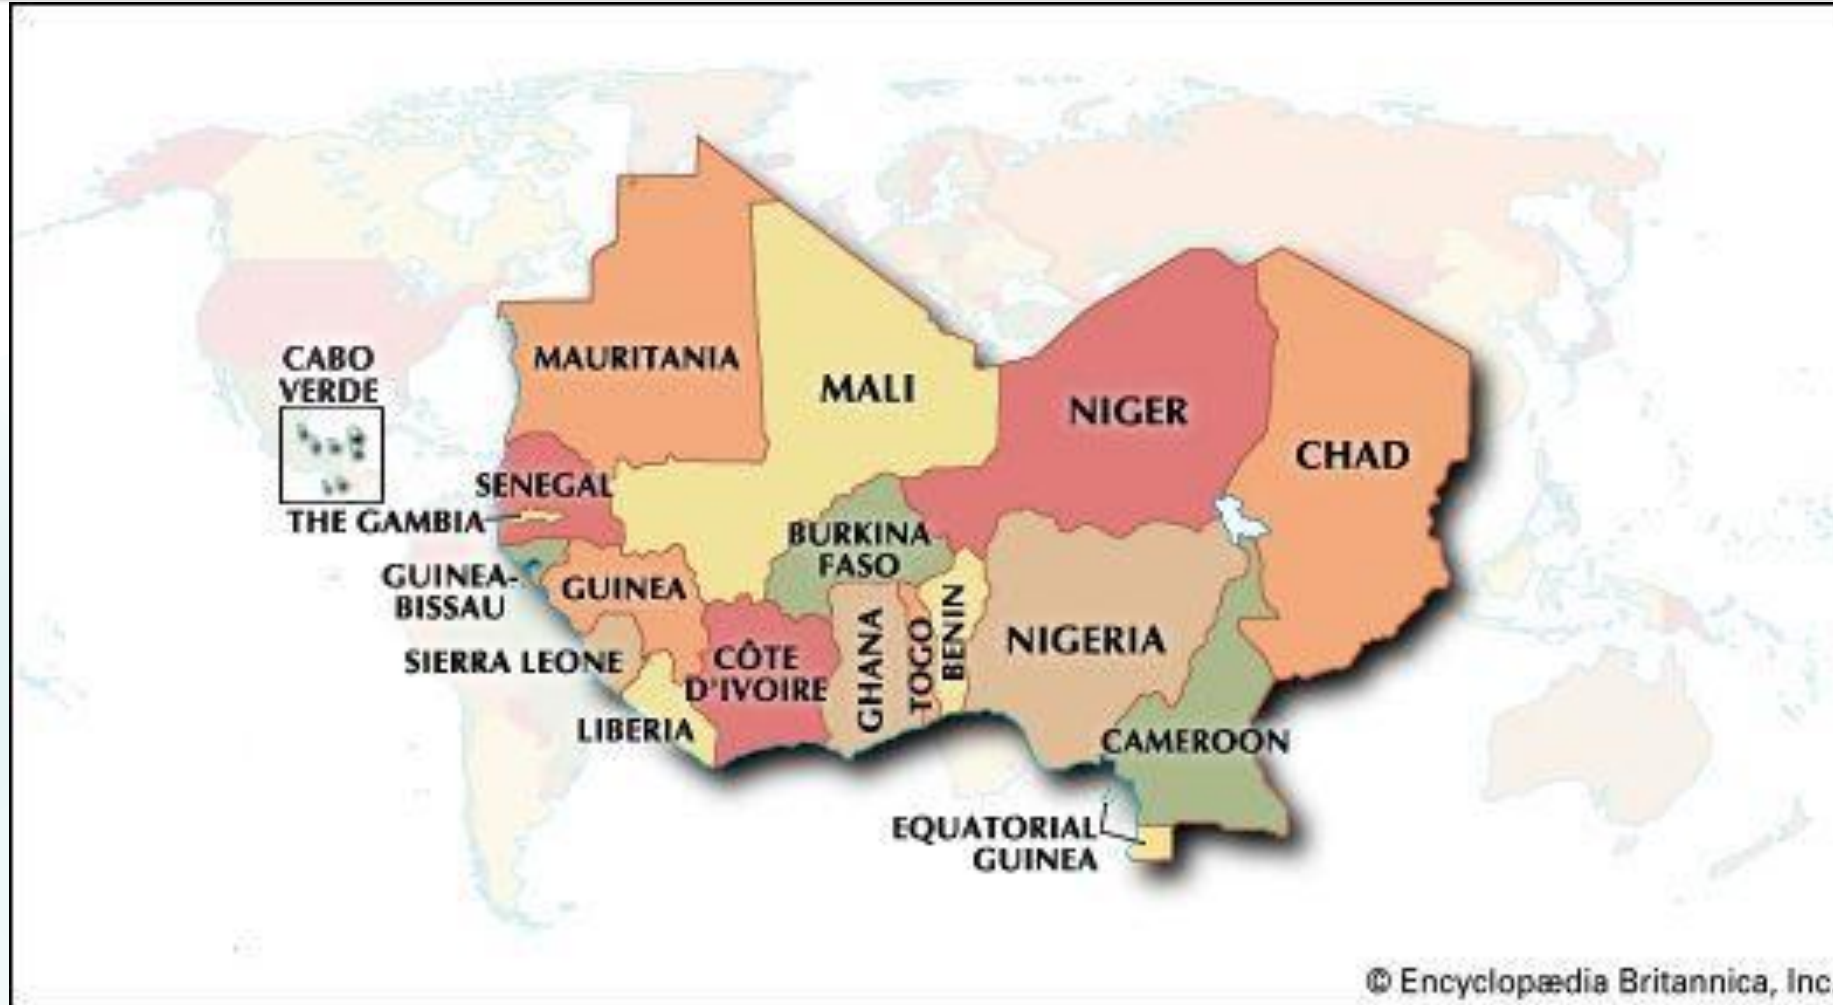 CABO
VERDE
MAURITANIA
MALI
NIGER
CHAD
SENEGAL
THE GAMBIA
BURKINA
FASO
GUINEA-
BISSAU
GUINEA
SIERRA LEONE
CÔTE
D'IVOIRE
GHANA
TOGO
BENIN
NIGERIA
LIBERIA
CAMEROON
EQUATORIAL
GUINEA
© Encyclopædia Britannica, Inc